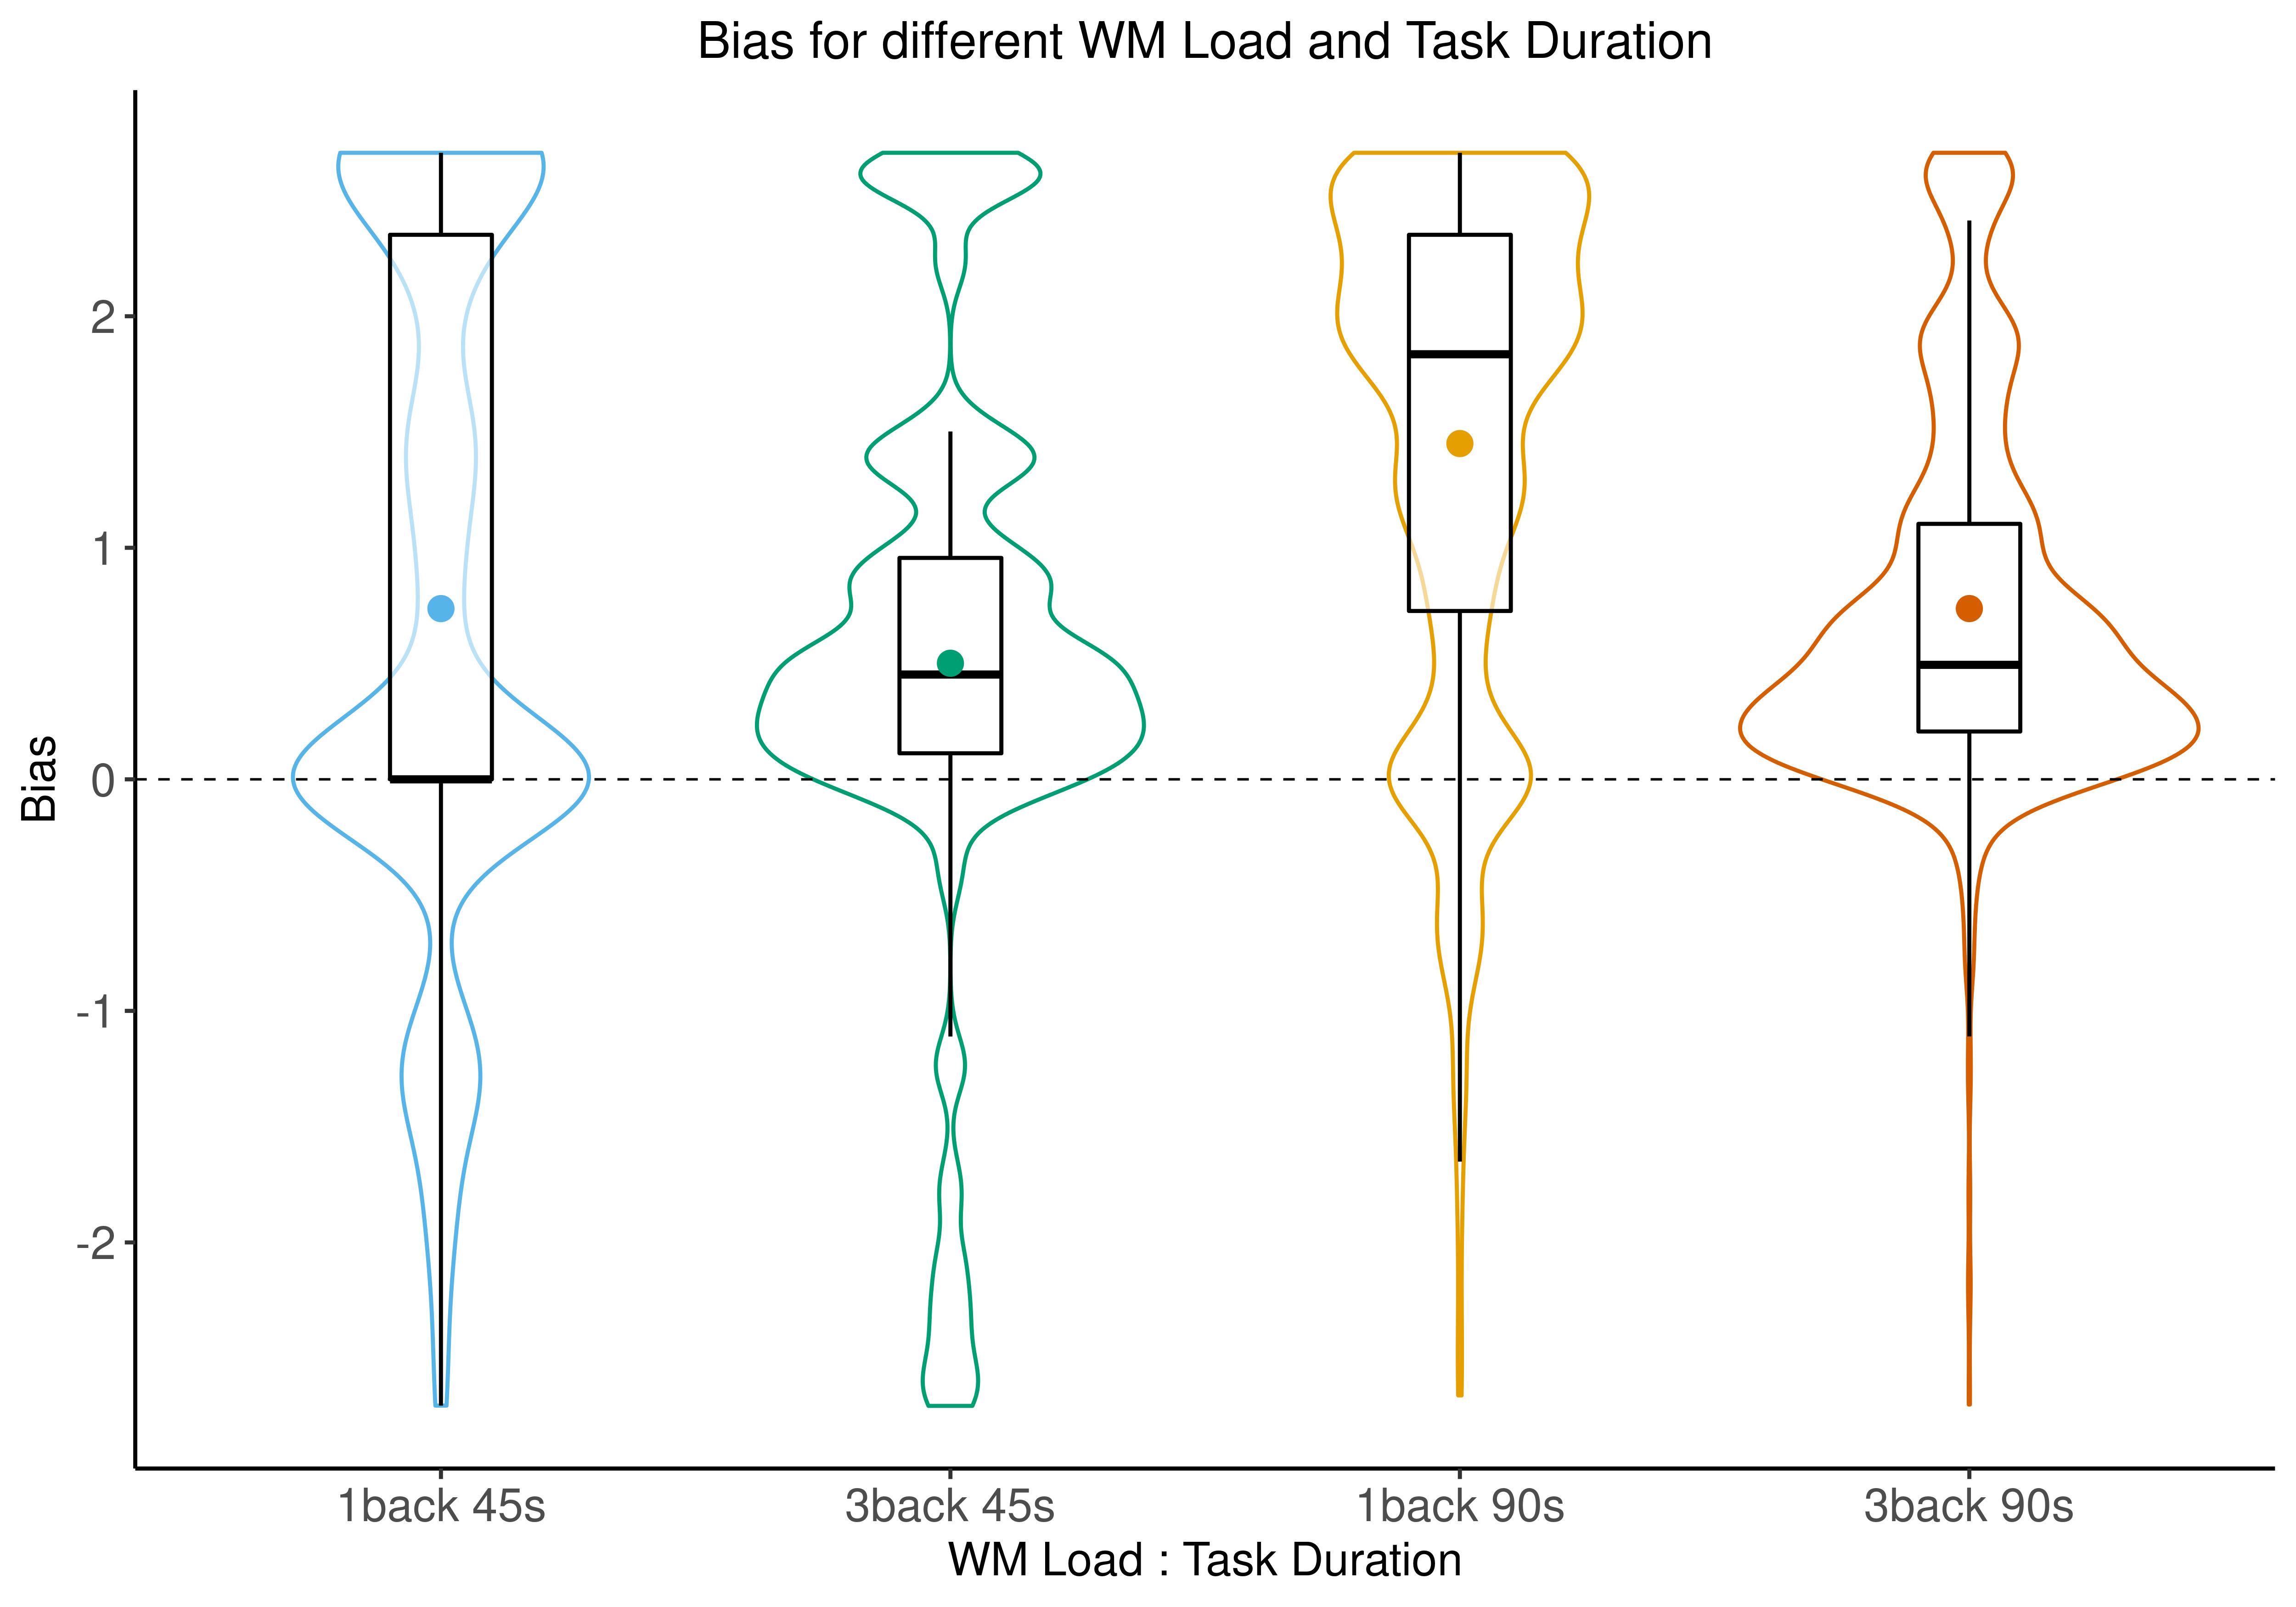 Bias for different WM Load and Task Duration
Bias
2
1
0
-1
-2
1back 45s
3back 45s
1back 90s
3back 90s
WM Load : Task Duration